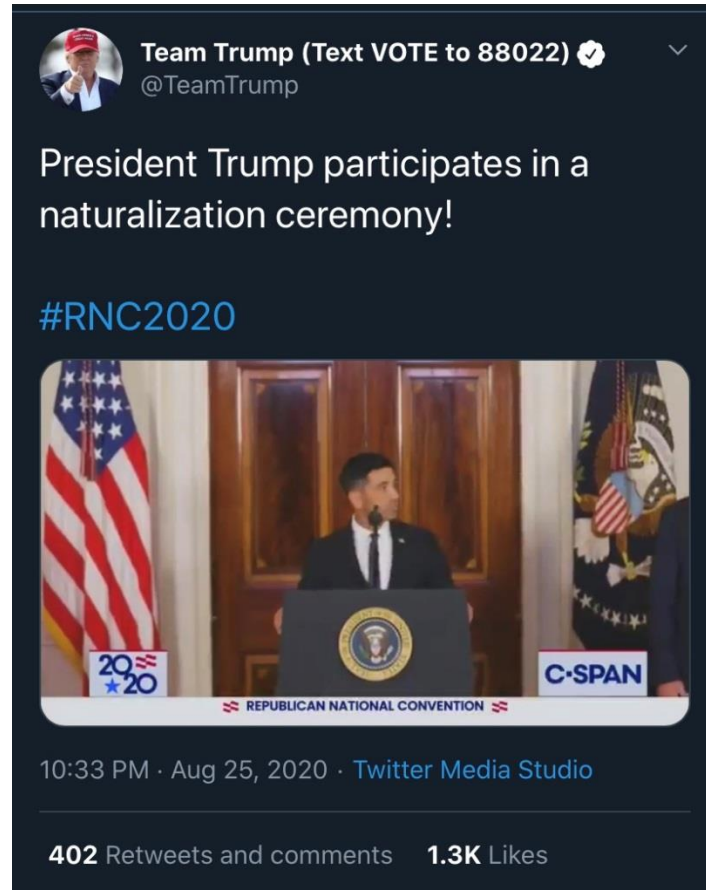 Team Trump (Text VOTE to 88022)
@TeamTrump
President Trump participates in a
naturalization ceremony!
#RNC2020
2020
C-SPAN
REPUBLICAN NATIONAL CONVENTION
10:33 PM · Aug 25, 2020 · Twitter Media Studio
402 Retweets and comments 1.3K Likes